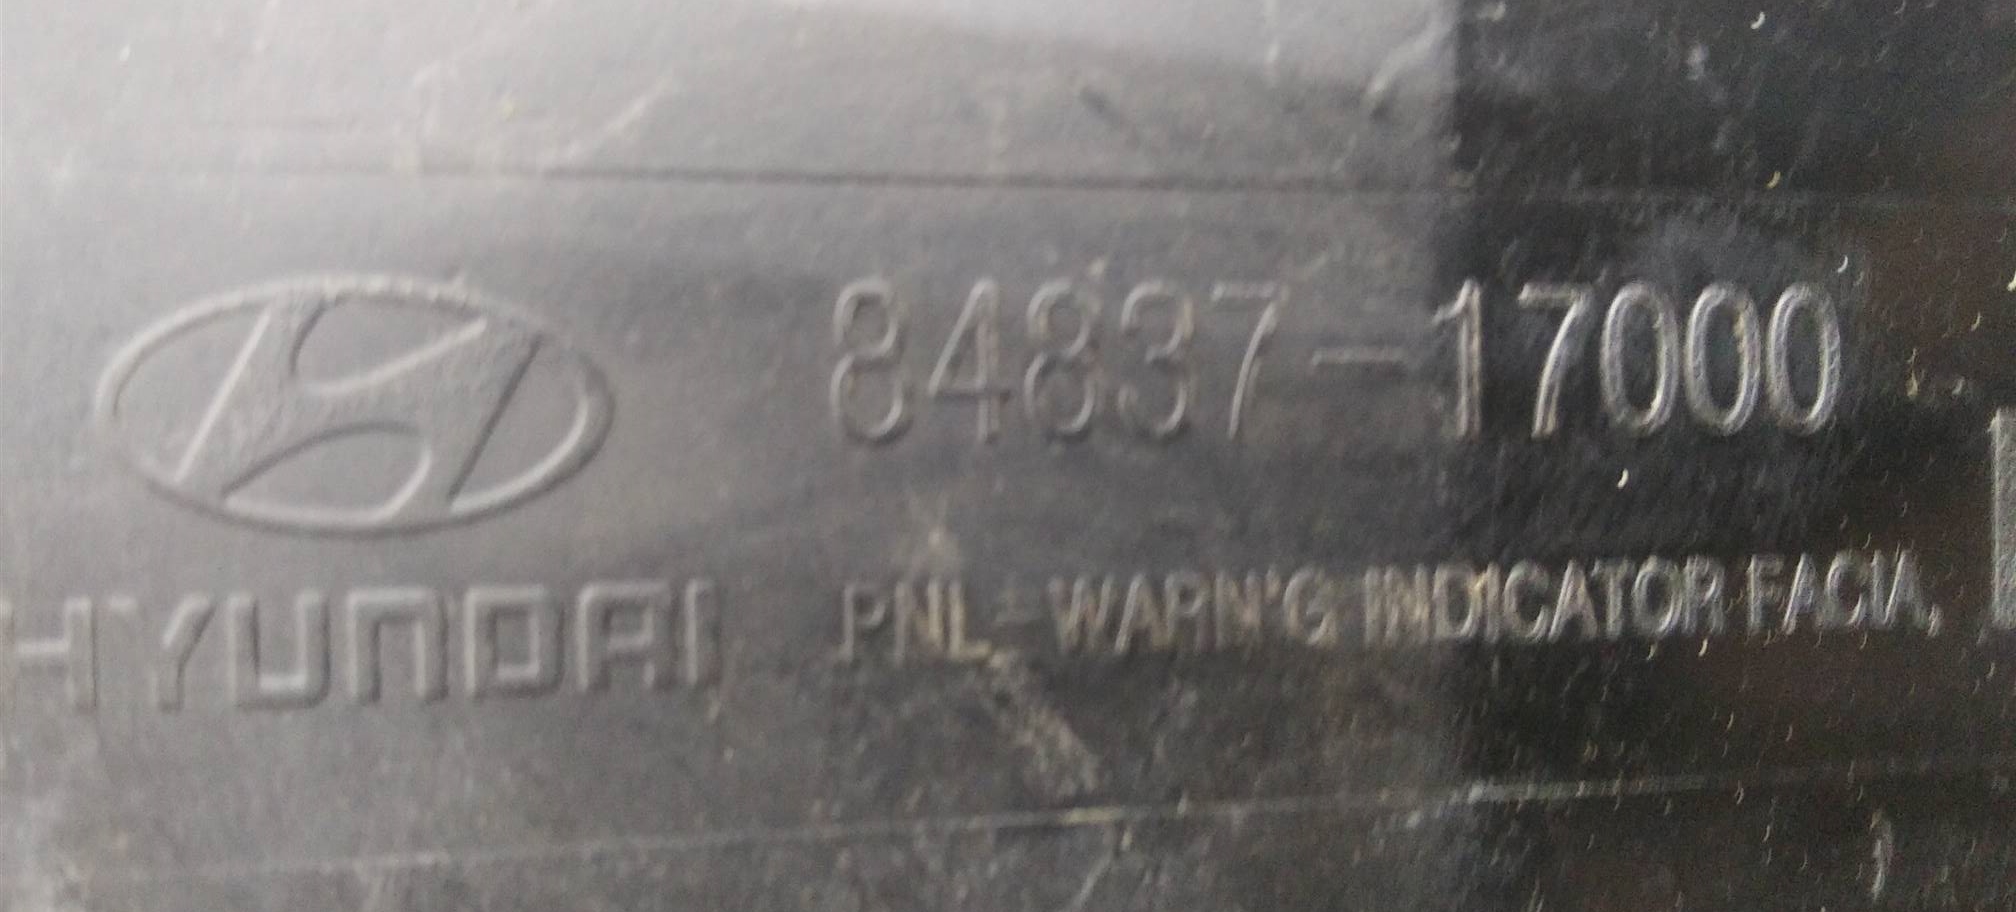 84837-17000
HYUNDAI PNL-WARN'G INDICATOR FACIA,